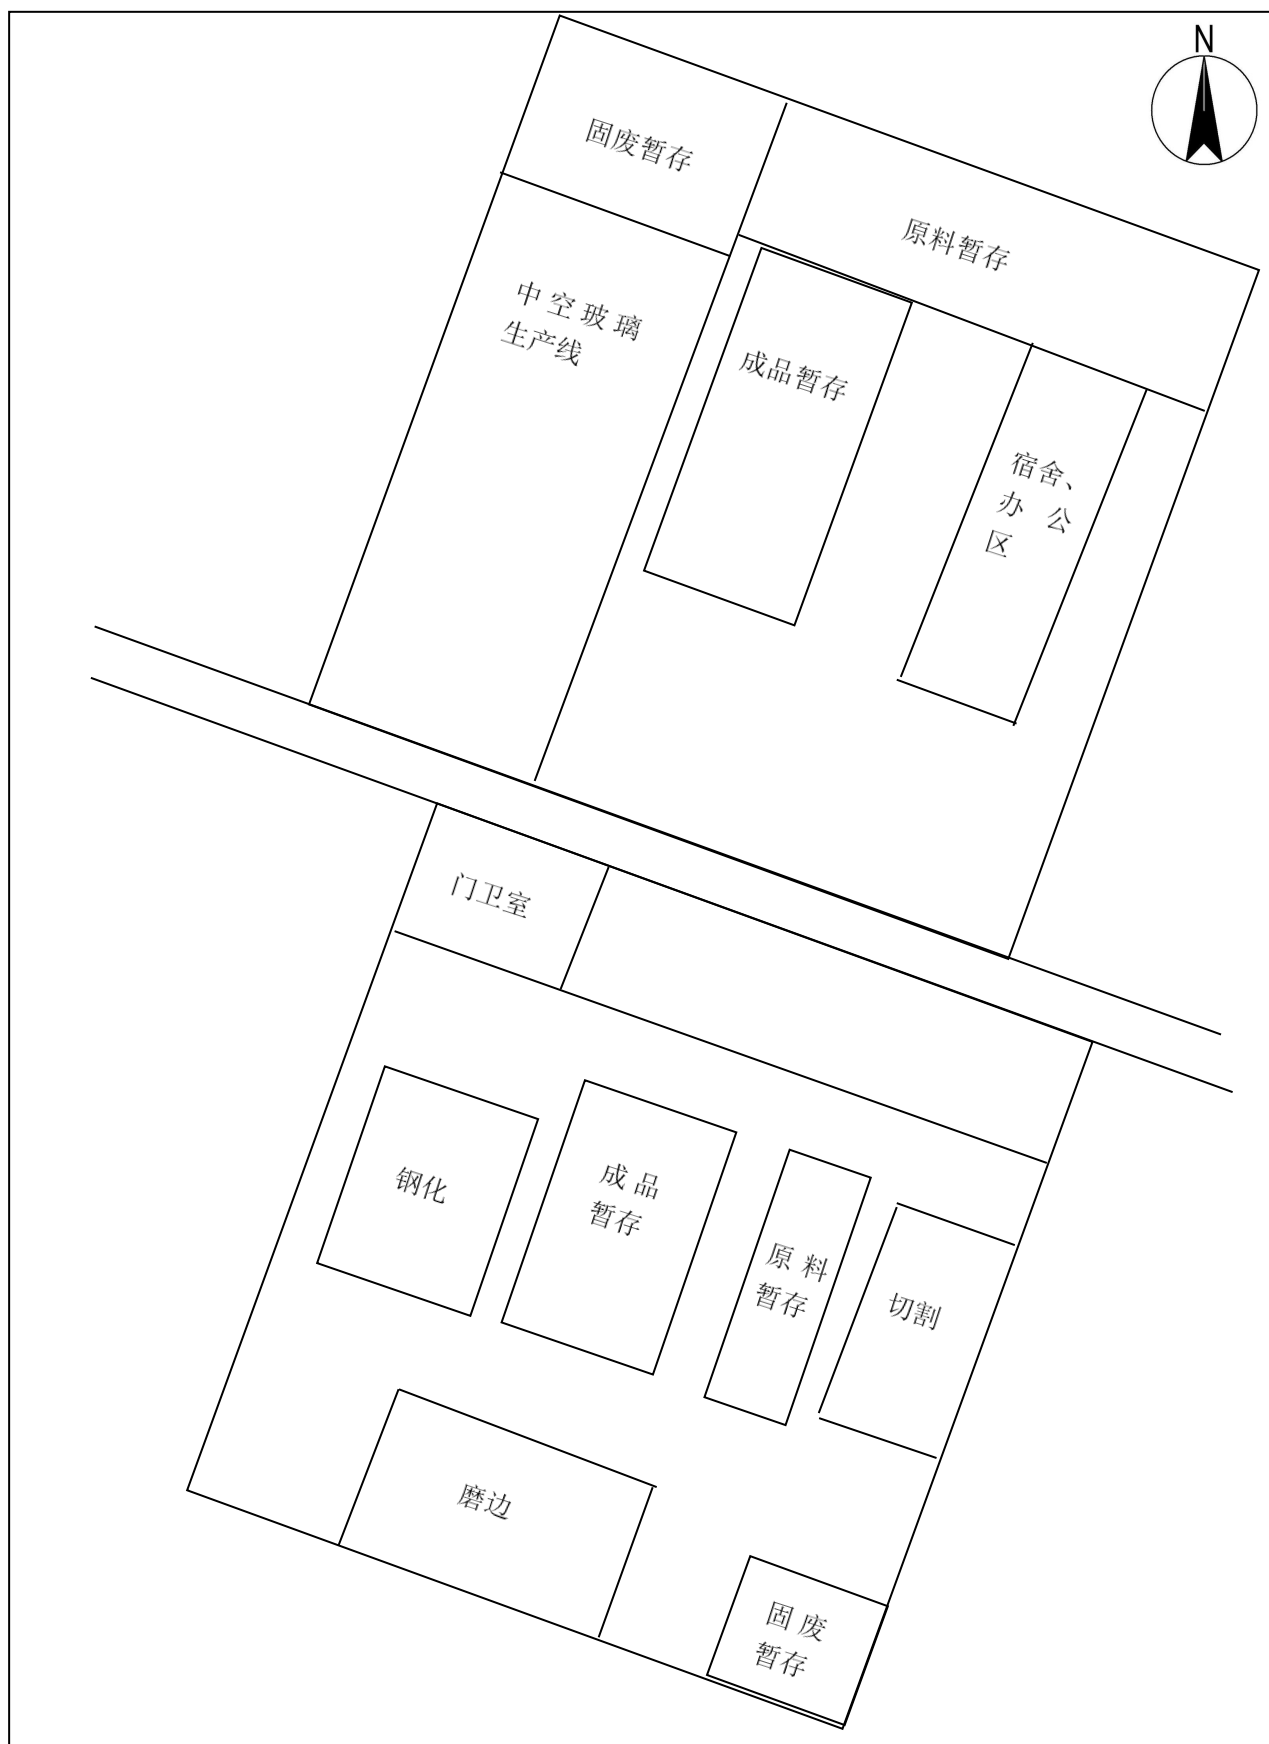 N
固废暂存
原料暂存
中空玻璃
生产线
成品暂存
宿舍、
办公
区
门卫室
钢化
成品
暂存
原料
暂存
切割
磨边
固废
暂存